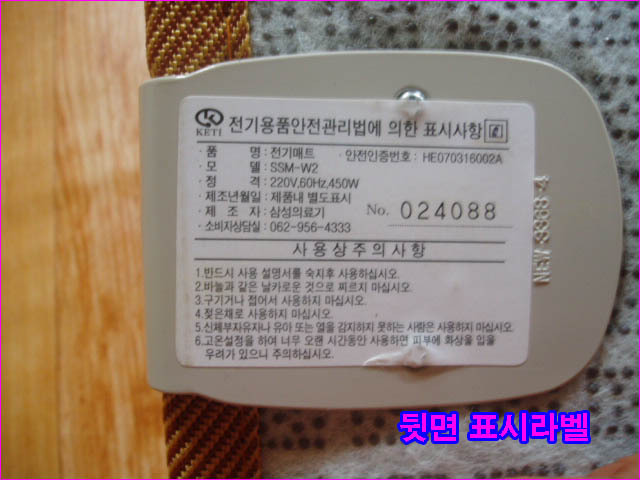 KETI 전기용품안전관리법에 의한 표시사항
· 품 명 : 전기매트 · 안전인증번호 : HE070316002A
· 모 델 : SSM-W2
· 정 격 : 220V,60Hz,450W
· 제조년월일 : 제품내 별도표시
· 제 조 자 : 삼성의료기 No. 024088
· 소비자상담실 : 062-956-4333
사용상주의사항
1.반드시 사용 설명서를 숙지후 사용하십시오.
2.바늘과 같은 날카로운 것으로 찌르지 마십시오.
3.구기거나 접어서 사용하지 마십시오.
4.젖은채로 사용하지 마십시오.
5.신체부자유자나 유아 또는 열을 감지하지 못하는 사람은 사용하지 마십시오.
6.고온설정을 하여 너무 오랜 시간동안 사용하면 피부에 화상을 입을
우려가 있으니 주의하십시오.
NEW 3368-4
뒷면 표시라벨